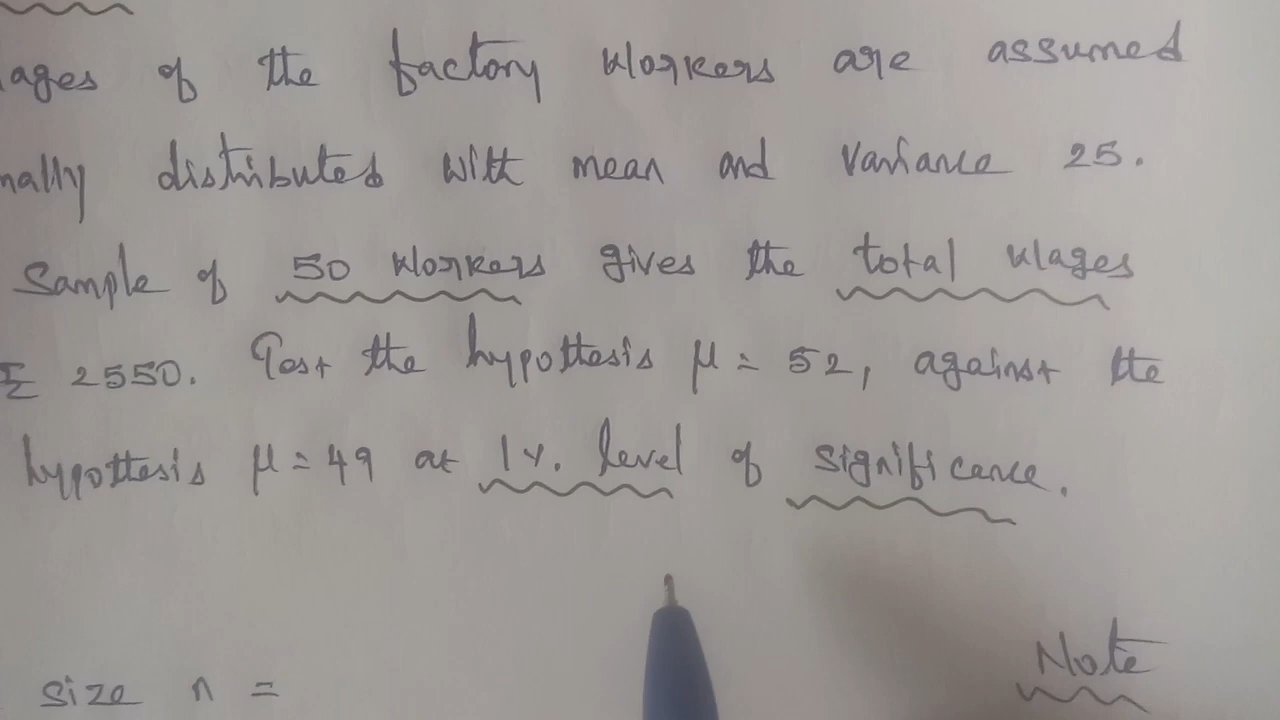 ages of the factory workers are assumed
nally distributed with mean and variance 25.
Sample of 50 workers gives the total wages
2550. Test the hypothesis μ = 52, against the
hypothesis μ = 49 at 1%. level of significance.
Note
size n =